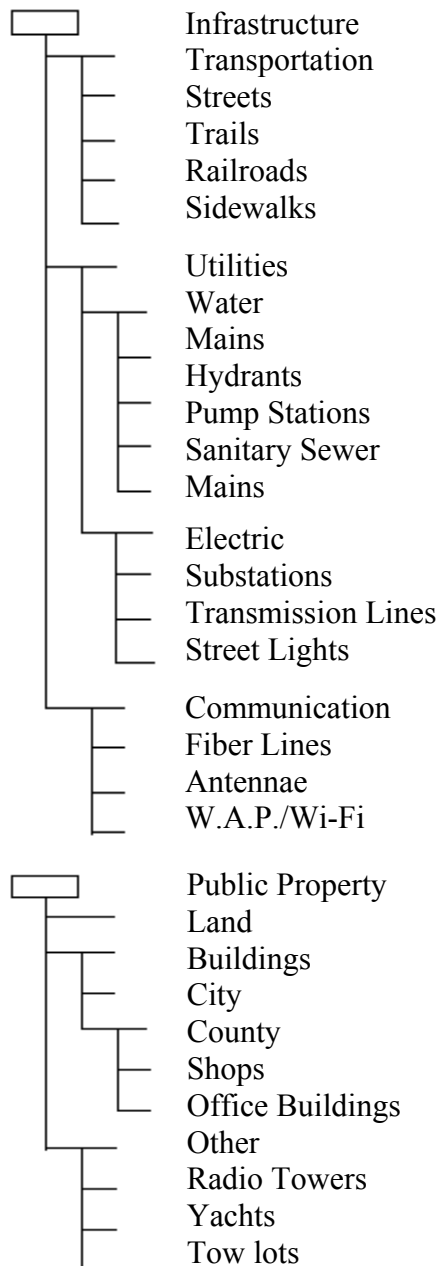 Infrastructure
Transportation
Streets
Trails
Railroads
Sidewalks
Utilities
Water
Mains
Hydrants
Pump Stations
Sanitary Sewer
Mains
Electric
Substations
Transmission Lines
Street Lights
Communication
Fiber Lines
Antennae
W.A.P./Wi-Fi
Public Property
Land
Buildings
City
County
Shops
Office Buildings
Other
Radio Towers
Yachts
Tow lots